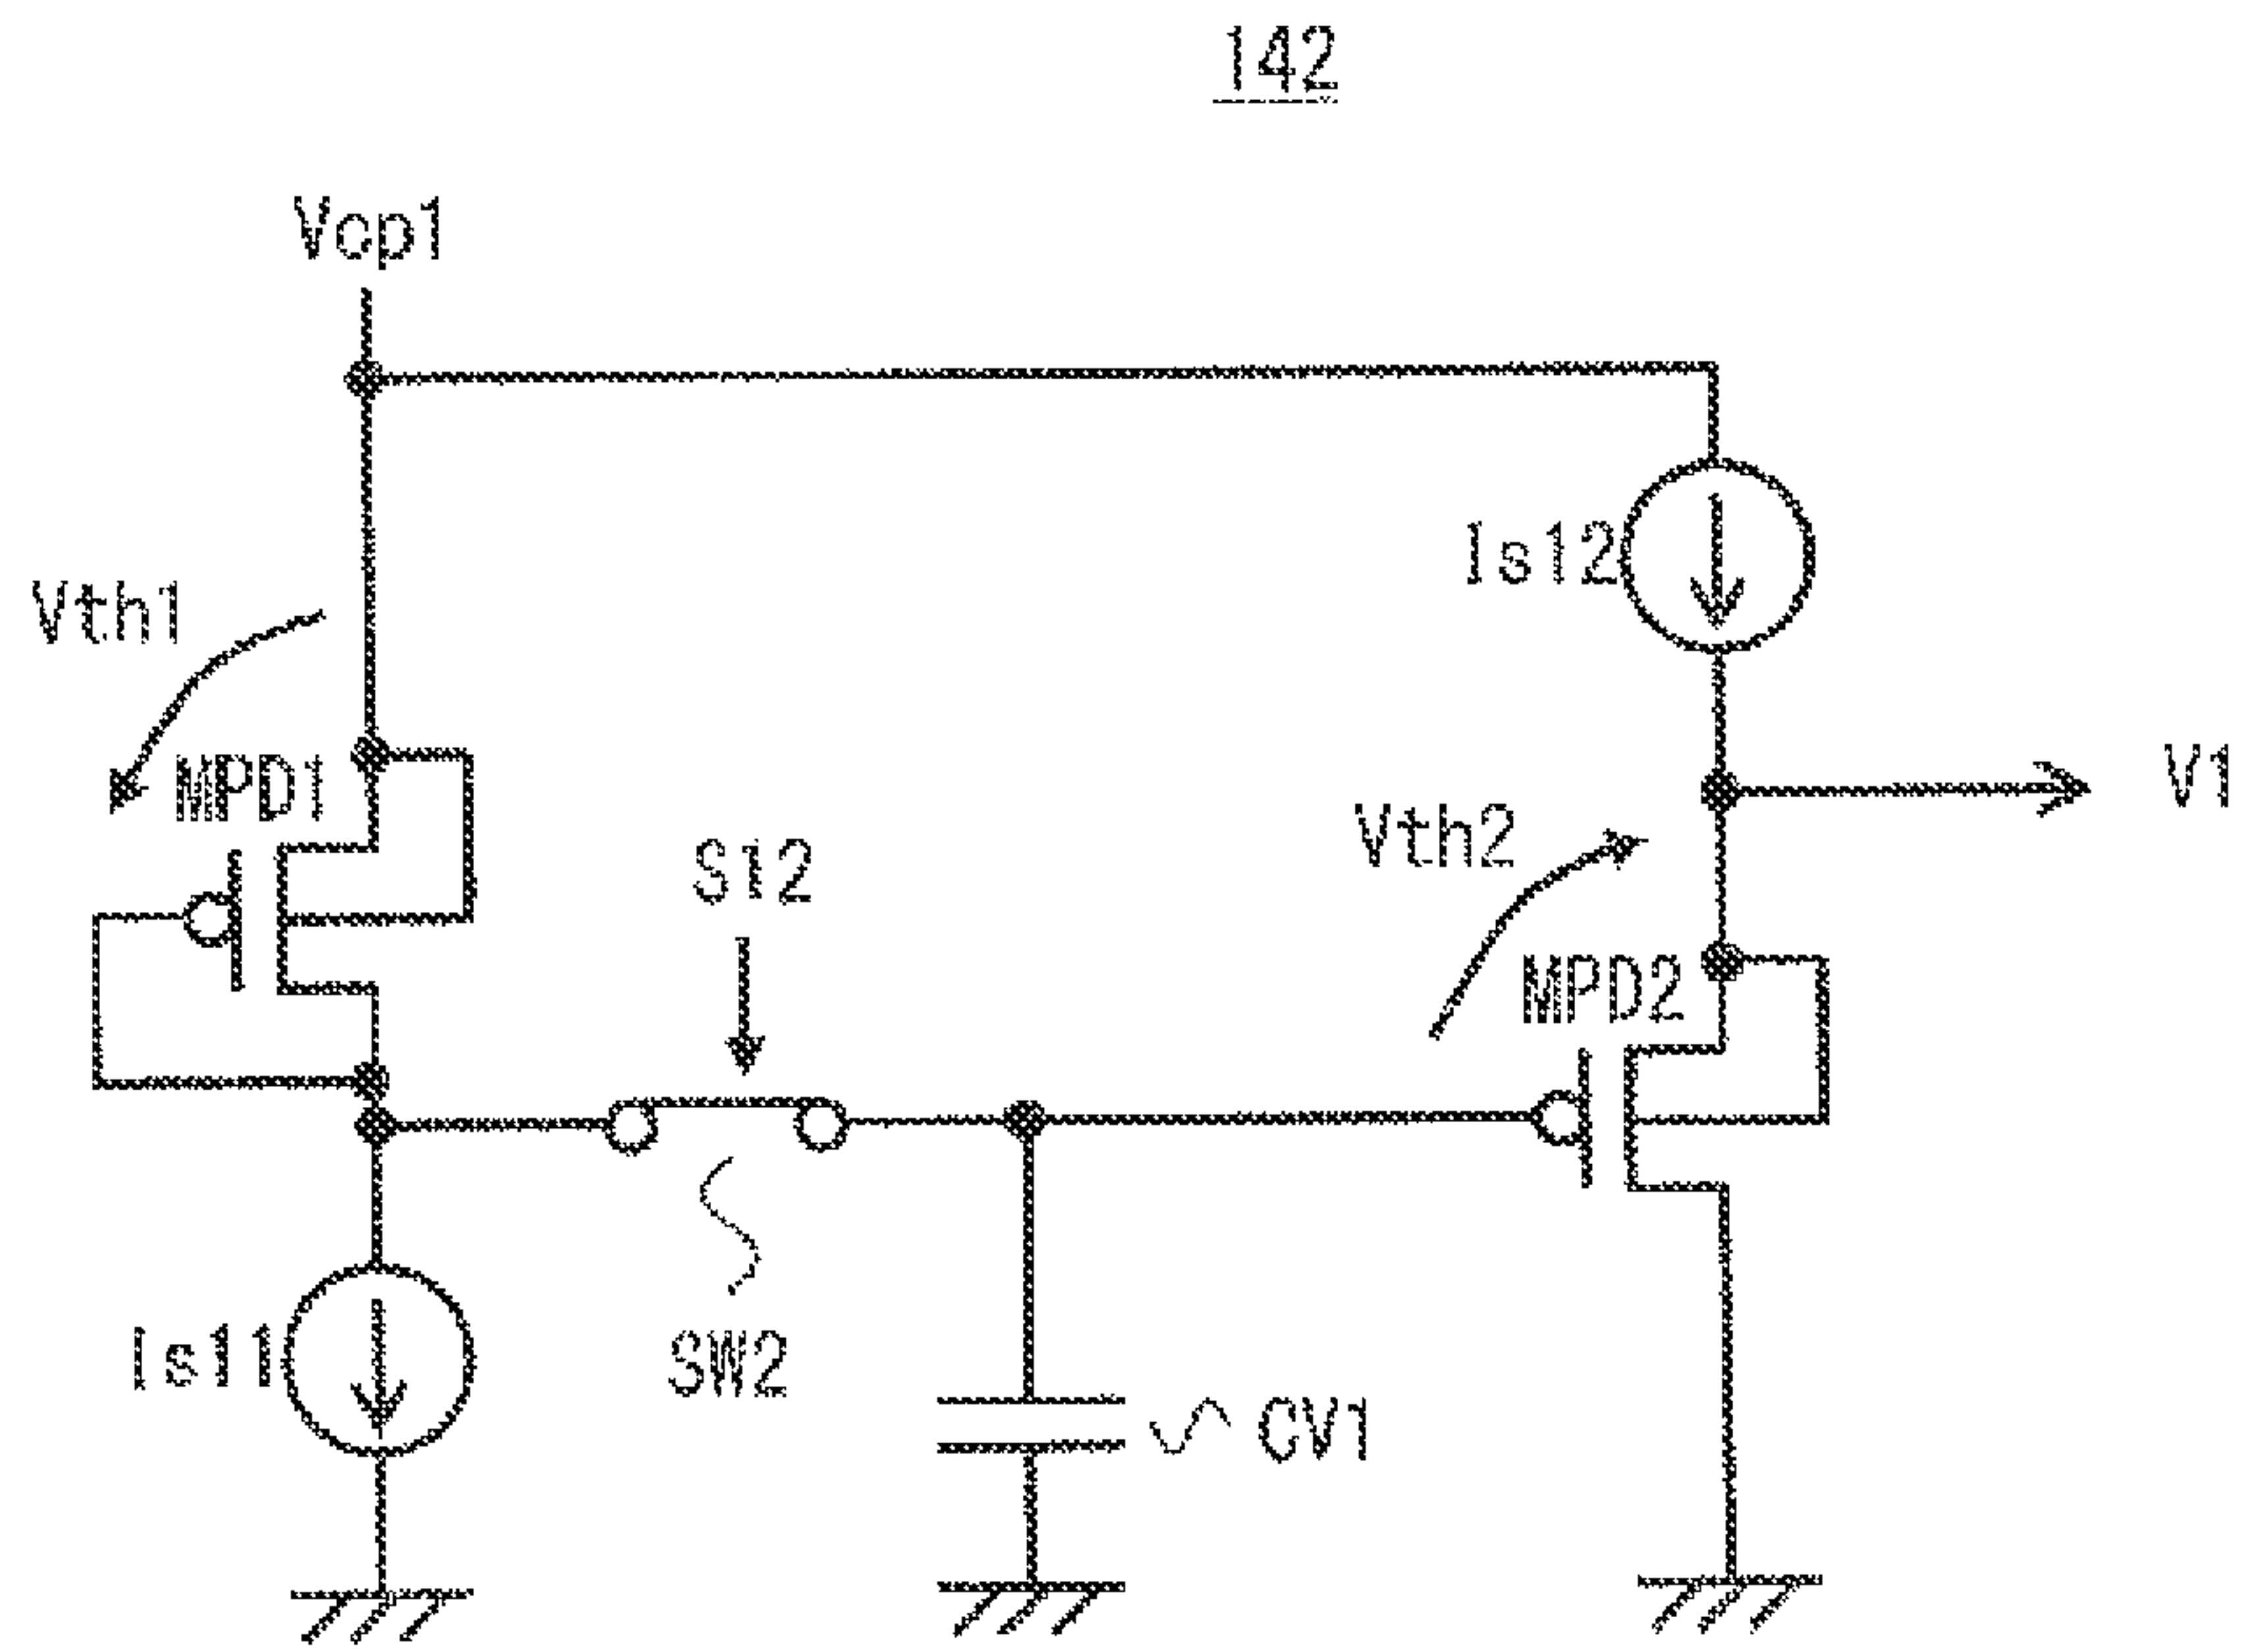 142
Vcp1
Is12
Vth1
MPD1
V1
Vth2
S12
MPD2
Is11
SW2
CV1